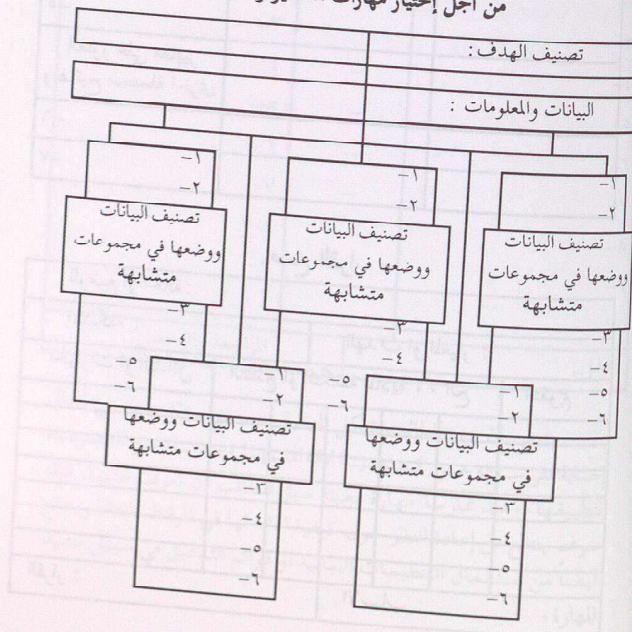 من أجل إختيار مهارات
تصنيف الهدف :
البيانات والمعلومات :
١-
٢-
تصنيف البيانات
ووضعها في مجموعات
متشابهة
٣-
٤-
٥-
٦-
١-
٢-
تصنيف البيانات
ووضعها في مجموعات
متشابهة
٣-
٤-
٥-
٦-
١-
٢-
تصنيف البيانات
ووضعها في مجموعات
متشابهة
٣-
٤-
٥-
٦-
١-
٢-
تصنيف البيانات ووضعها
في مجموعات متشابهة
٣-
٤-
٥-
٦-
١-
٢-
تصنيف البيانات ووضعها
في مجموعات متشابهة
٣-
٤-
٥-
٦-